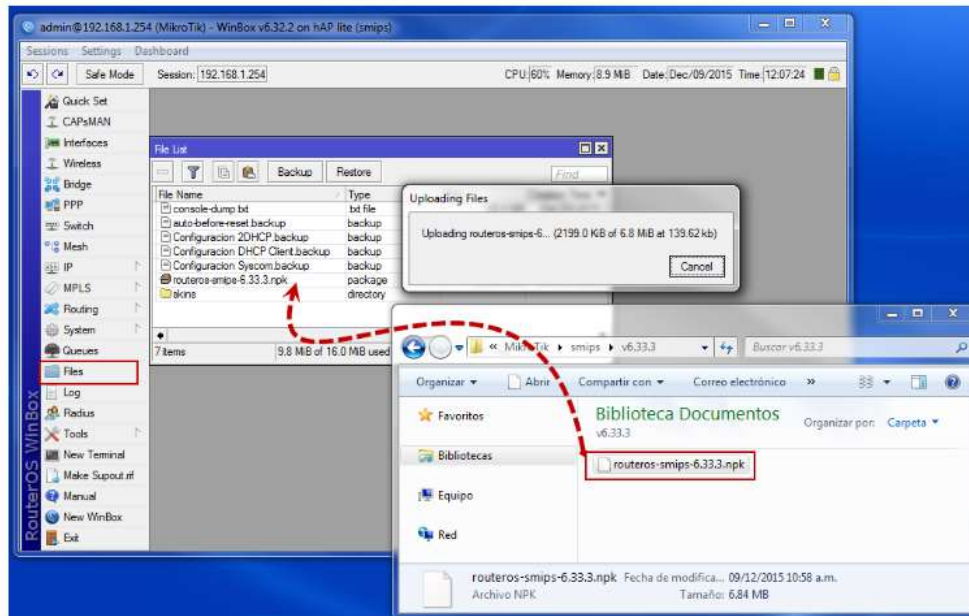 admin@192.168.1.254 (MikroTik) - WinBox v6.32.2 on hAP lite (smips)
Sessions Settings Dashboard
Safe Mode Session: 192.168.1.254 CPU: 60% Memory: 8.9 MiB Date: Dec/09/2015 Time: 12:07:24
Quick Set
CAPsMAN
Interfaces
Wireless
Bridge
PPP
Switch
Mesh
IP
MPLS
Routing
System
Queues
Files
Log
Radius
Tools
New Terminal
Make Supout.rif
Manual
New WinBox
Exit
RouterOS WinBox
File List
Backup Restore Find
File Name Type
console-dump.txt txt file
auto-before-reset.backup backup
Configuracion 2DHCP.backup backup
Configuracion DHCP Client.backup backup
Configuracion Syscom.backup backup
routeros-smips-6.33.3.npk package
skins directory
7 items 9.8 MiB of 16.0 MiB used
Uploading Files
Uploading routeros-smips-6... (2199.0 KiB of 6.8 MiB at 139.62 kb)
Cancel
« MikroTik smips v6.33.3 Buscar v6.33.3
Organizar Abrir Compartir con Correo electrónico »
Favoritos
Bibliotecas
Equipo
Red
Biblioteca Documentos
v6.33.3
Organizar por: Carpeta
routeros-smips-6.33.3.npk
routeros-smips-6.33.3.npk Fecha de modifica... 09/12/2015 10:58 a.m.
Archivo NPK Tamaño: 6.84 MB